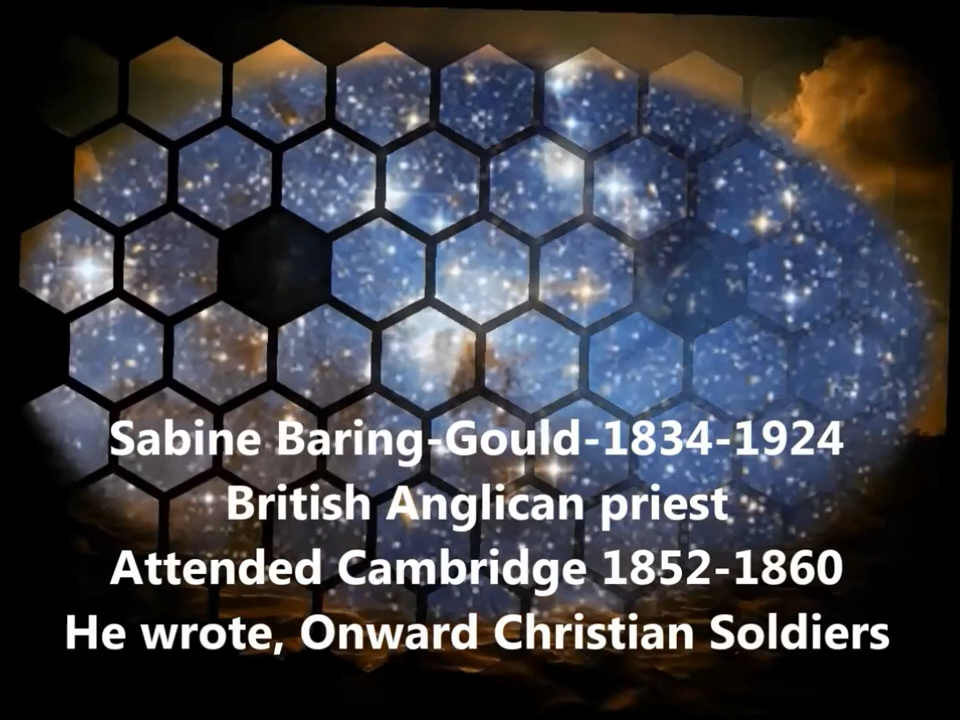 Sabine Baring-Gould-1834-1924
British Anglican priest
Attended Cambridge 1852-1860
He wrote, Onward Christian Soldiers